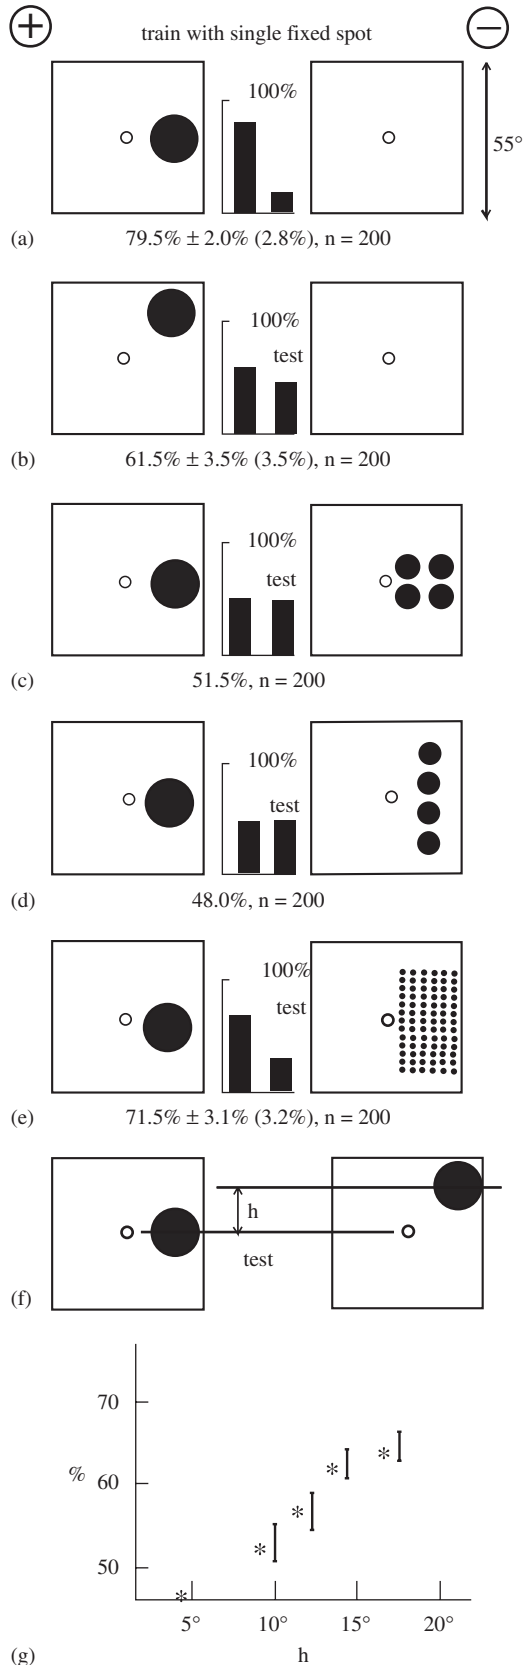 + −
train with single fixed spot
100%
55°
(a) 79.5% ± 2.0% (2.8%), n = 200
100%
test
(b) 61.5% ± 3.5% (3.5%), n = 200
100%
test
(c) 51.5%, n = 200
100%
test
(d) 48.0%, n = 200
100%
test
(e) 71.5% ± 3.1% (3.2%), n = 200
h
test
(f)
70
% 60
50
5° 10° 15° 20°
(g) h